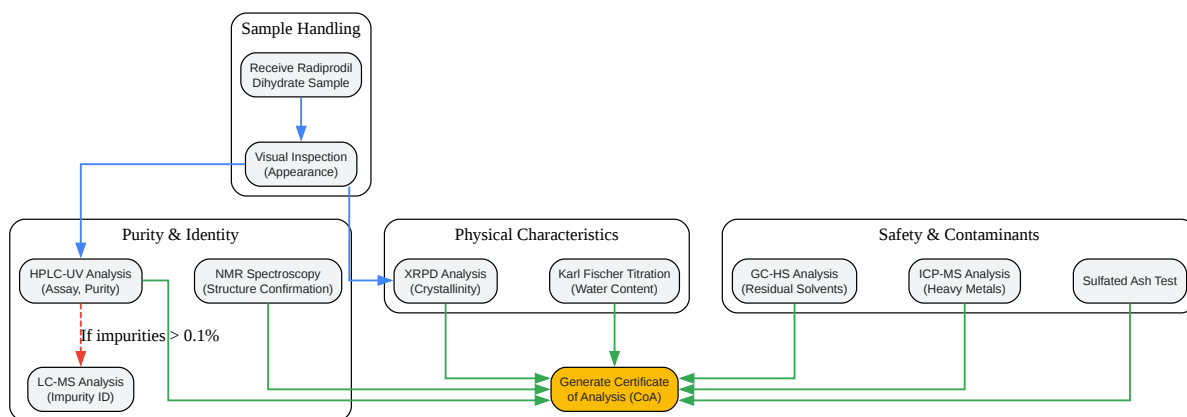 Sample Handling
Receive Radiprodil
Dihydrate Sample
Visual Inspection
(Appearance)
Purity & Identity
HPLC-UV Analysis
(Assay, Purity)
NMR Spectroscopy
(Structure Confirmation)
If impurities > 0.1%
LC-MS Analysis
(Impurity ID)
Physical Characteristics
XRPD Analysis
(Crystallinity)
Karl Fischer Titration
(Water Content)
Safety & Contaminants
GC-HS Analysis
(Residual Solvents)
ICP-MS Analysis
(Heavy Metals)
Sulfated Ash Test
Generate Certificate
of Analysis (CoA)